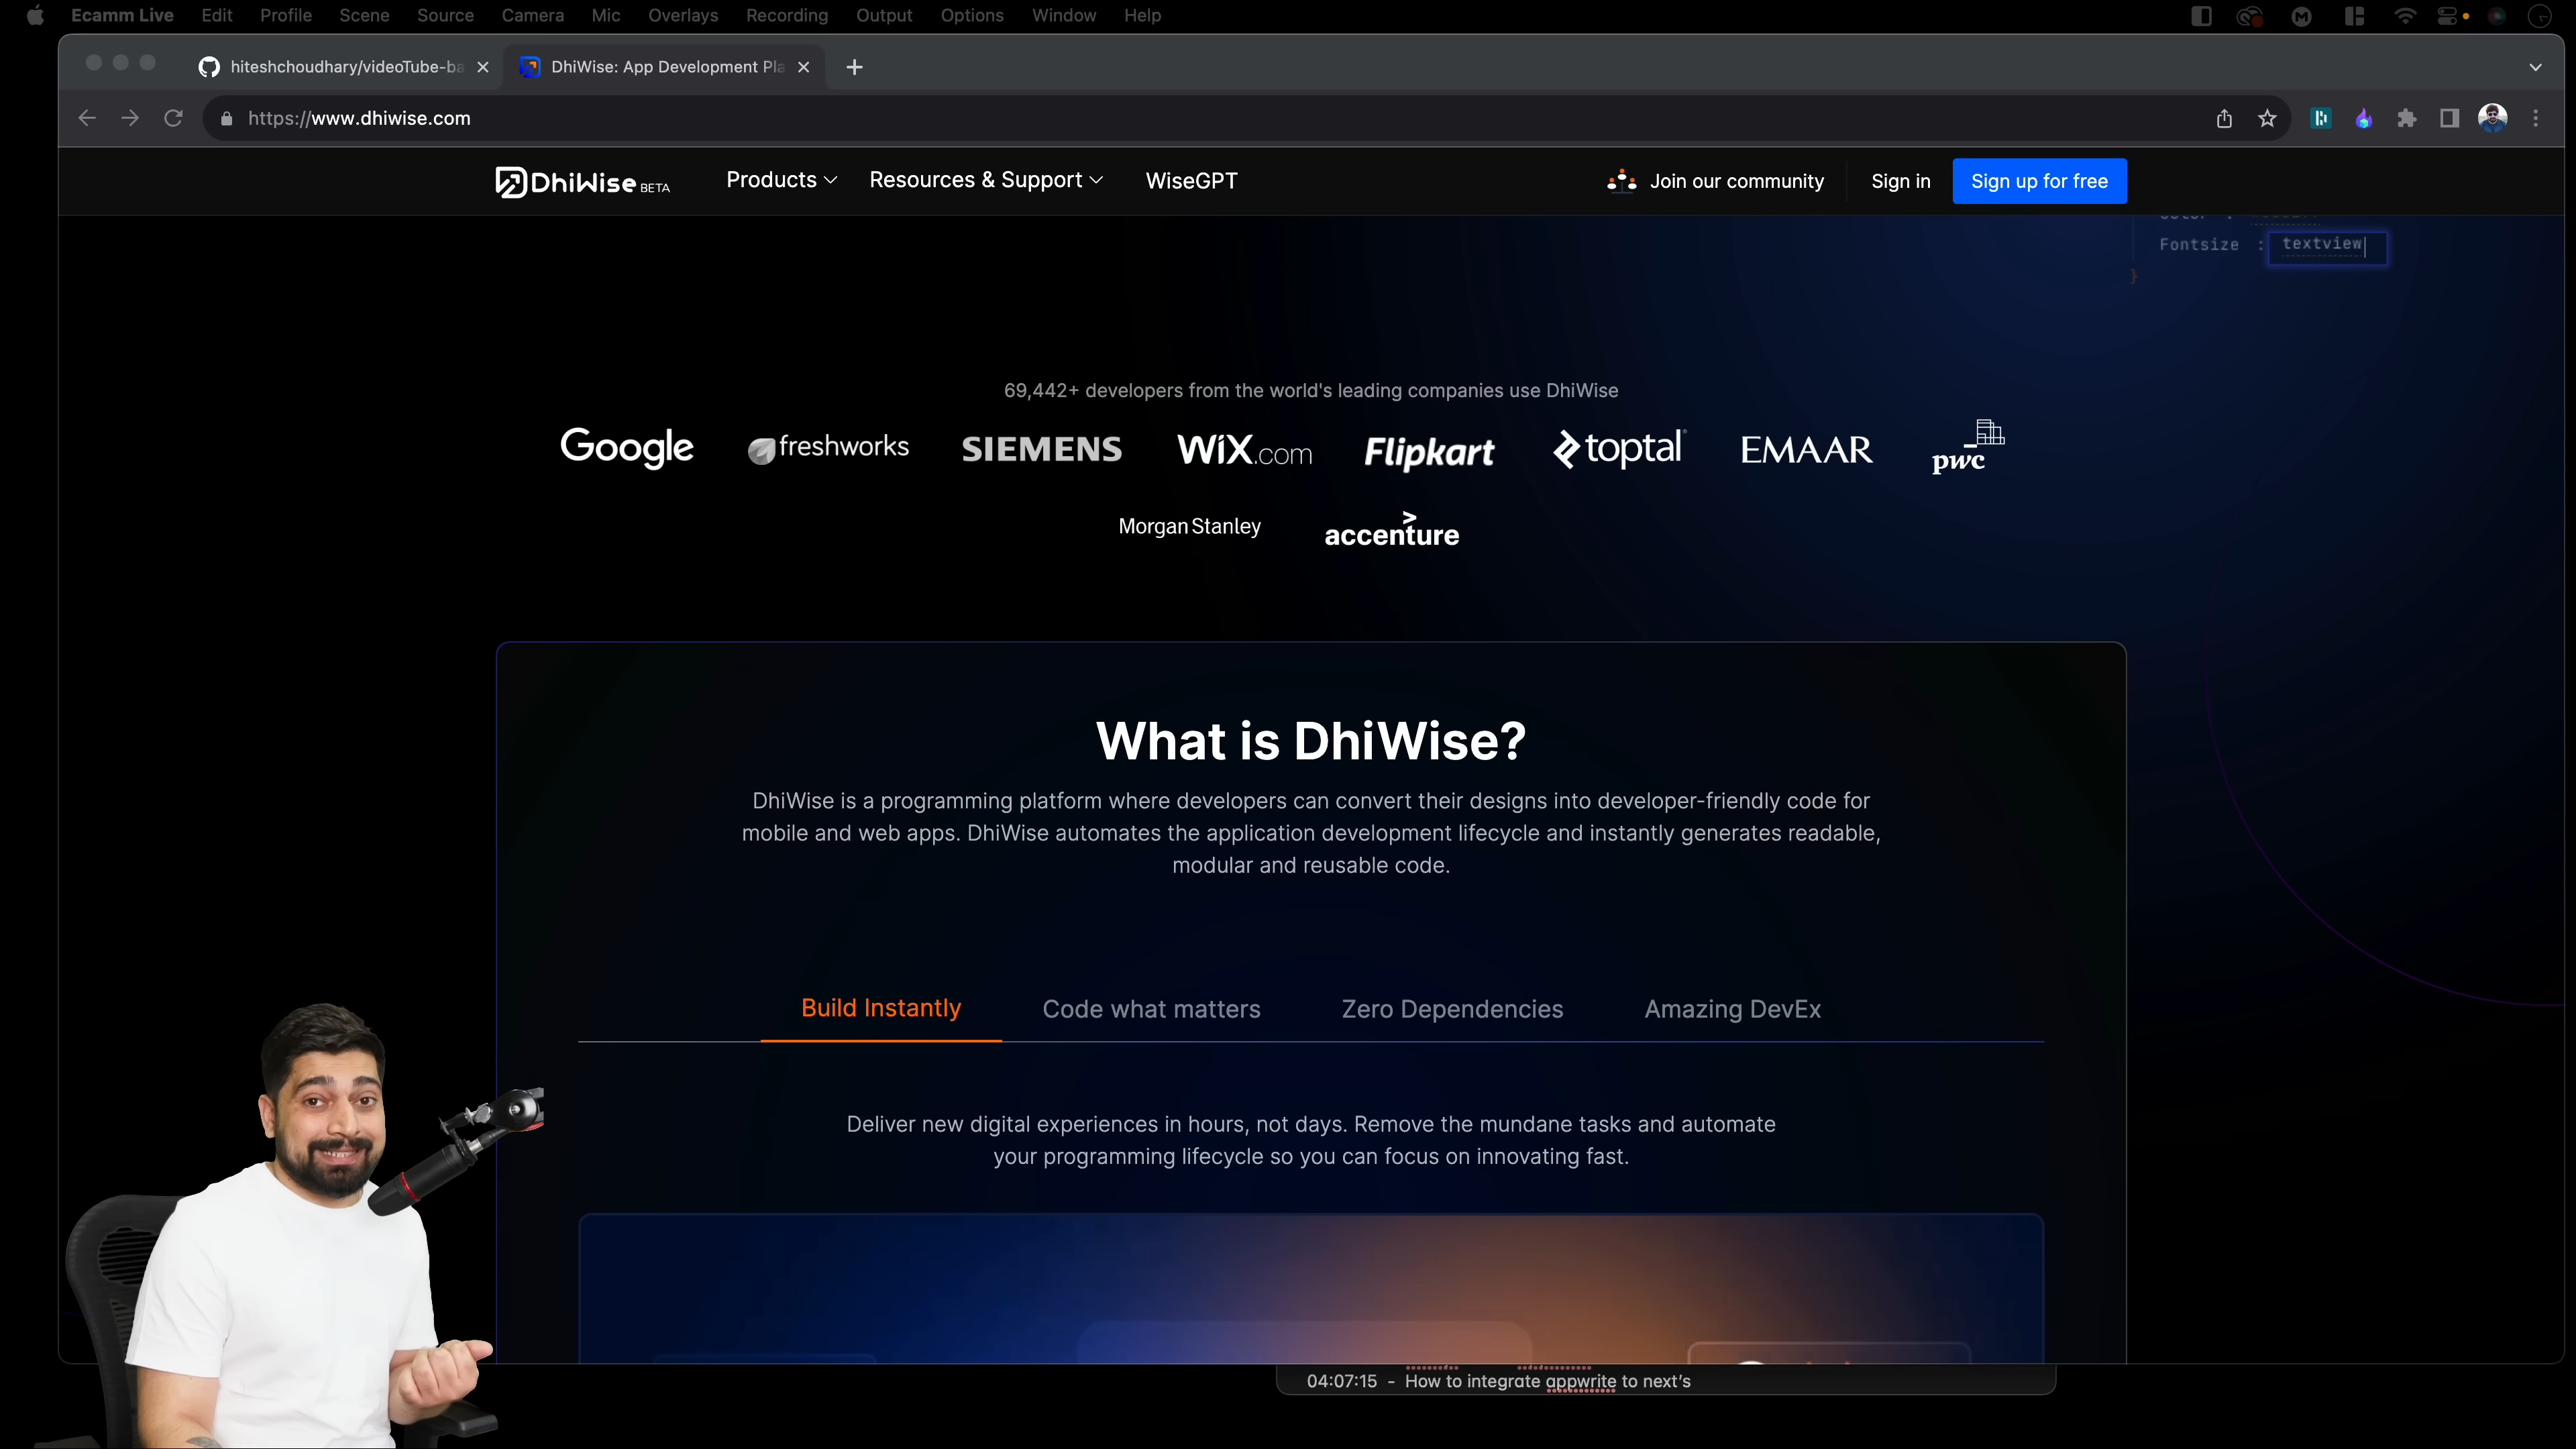 Ecamm Live Edit Profile Scene Source Camera Mic Overlays Recording Output Options Window Help
hiteshchoudhary/videoTube-ba
DhiWise: App Development Pla
https://www.dhiwise.com
DhiWise BETA
Products
Resources & Support
WiseGPT
Join our community
Sign in
Sign up for free
Fontsize : textview
}
69,442+ developers from the world's leading companies use DhiWise
Google
freshworks
SIEMENS
WiX.com
Flipkart
toptal
EMAAR
pwc
Morgan Stanley
accenture
What is DhiWise?
DhiWise is a programming platform where developers can convert their designs into developer-friendly code for
mobile and web apps. DhiWise automates the application development lifecycle and instantly generates readable,
modular and reusable code.
Build Instantly
Code what matters
Zero Dependencies
Amazing DevEx
Deliver new digital experiences in hours, not days. Remove the mundane tasks and automate
your programming lifecycle so you can focus on innovating fast.
04:07:15 - How to integrate appwrite to next's